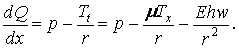 dQ/dx = p − T_t/r = p − μT_x/r − Ehw/r².